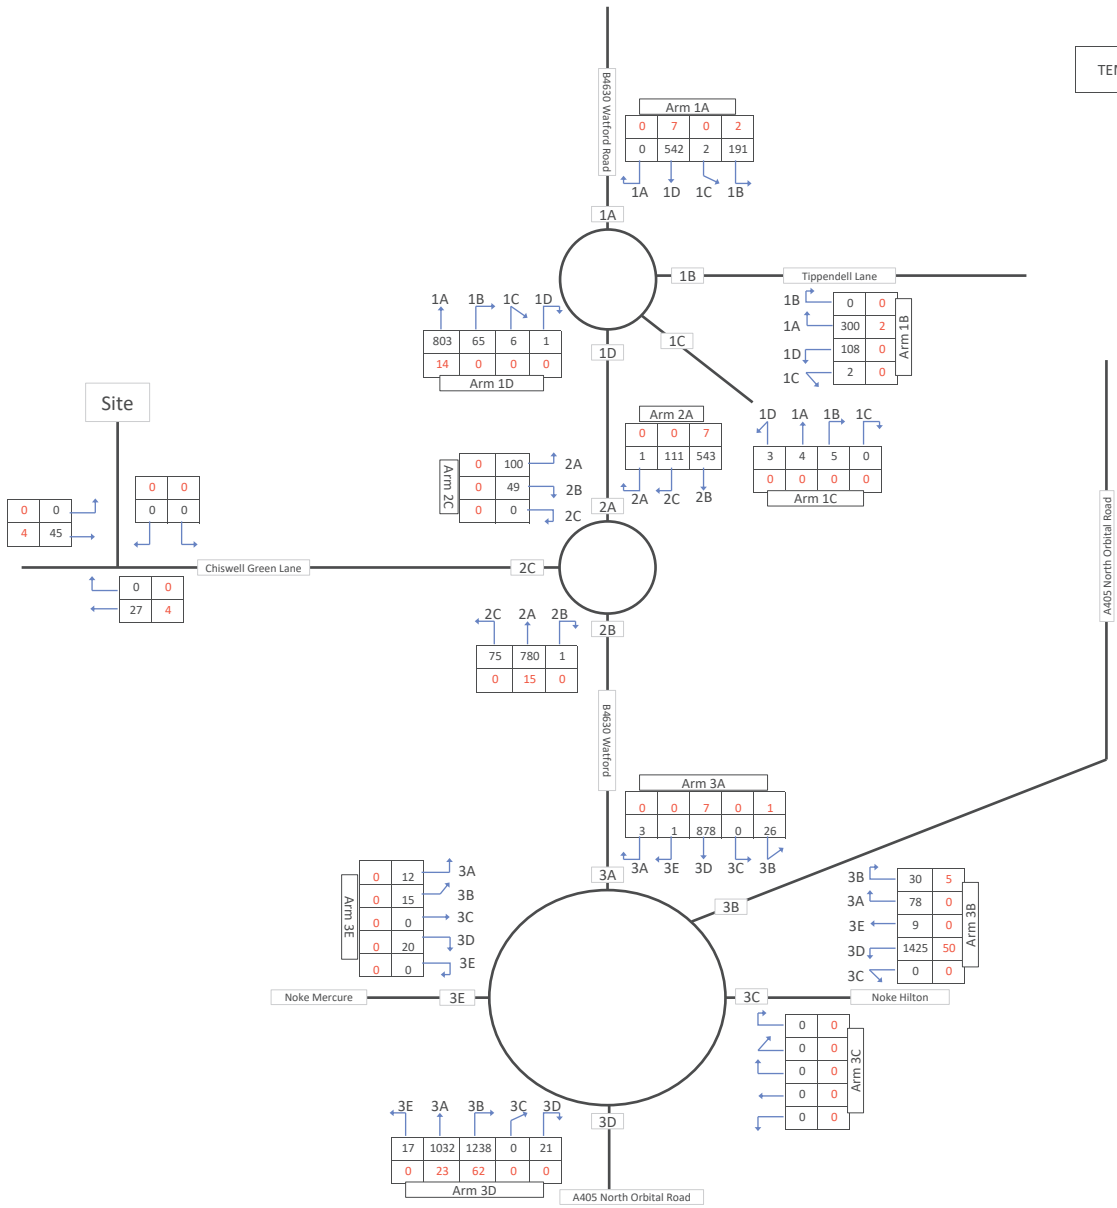 TEM
B4630 Watford Road
Arm 1A
0 7 0 2
0 542 2 191
1A 1D 1C 1B
1A
1B
Tippendell Lane
1A 1B 1C 1D
803 65 6 1
14 0 0 0
Arm 1D
1D
1C
1B 0 0
1A 300 2
1D 108 0
1C 2 0
Arm 1B
Site
Arm 2A
0 0 7
1 111 543
2A 2C 2B
1D 1A 1B 1C
3 4 5 0
0 0 0 0
Arm 1C
Arm 2C
0 100 2A
0 49 2B
0 0 2C
2A
0 0
4 45
0 0
0 0
Chiswell Green Lane
2C
A405 North Orbital Road
0 0
27 4
2C 2A 2B
75 780 1
0 15 0
2B
B4630 Watford
Arm 3A
0 0 7 0 1
3 1 878 0 26
3A 3E 3D 3C 3B
3A
3B
Arm 3E
0 12 3A
0 15 3B
0 0 3C
0 20 3D
0 0 3E
3B 30 5
3A 78 0
3E 9 0
3D 1425 50
3C 0 0
Arm 3B
Noke Mercure
3E
3C
Noke Hilton
0 0
0 0
0 0
0 0
0 0
Arm 3C
3E 3A 3B 3C 3D
17 1032 1238 0 21
0 23 62 0 0
Arm 3D
3D
A405 North Orbital Road